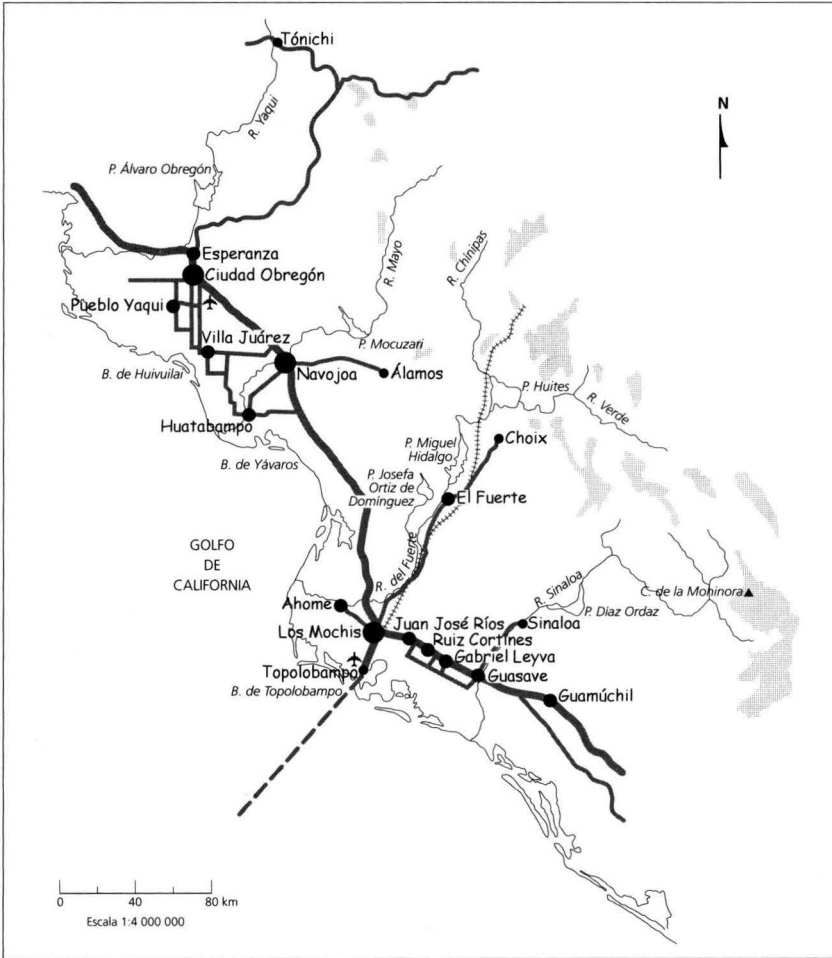 Tónichi
N
R. Yaqui
P. Álvaro Obregón
R. Mayo
R. Chinipas
Esperanza
Ciudad Obregón
Pueblo Yaqui
Villa Juárez
P. Mocuzari
B. de Huivuilai
Navojoa
Álamos
P. Huites
R. Verde
Huatabampo
Choix
P. Miguel
Hidalgo
B. de Yávaros
P. Josefa
Ortiz de
Domínguez
El Fuerte
GOLFO
DE
CALIFORNIA
R. del Fuerte
R. Sinaloa
C. de la Mohinora
Ahome
P. Diaz Ordaz
Juan José Ríos
Sinaloa
Los Mochis
Ruiz Cortines
Gabriel Leyva
Topolobampo
Guasave
B. de Topolobampo
Guamúchil
0 40 80 km
Escala 1:4 000 000